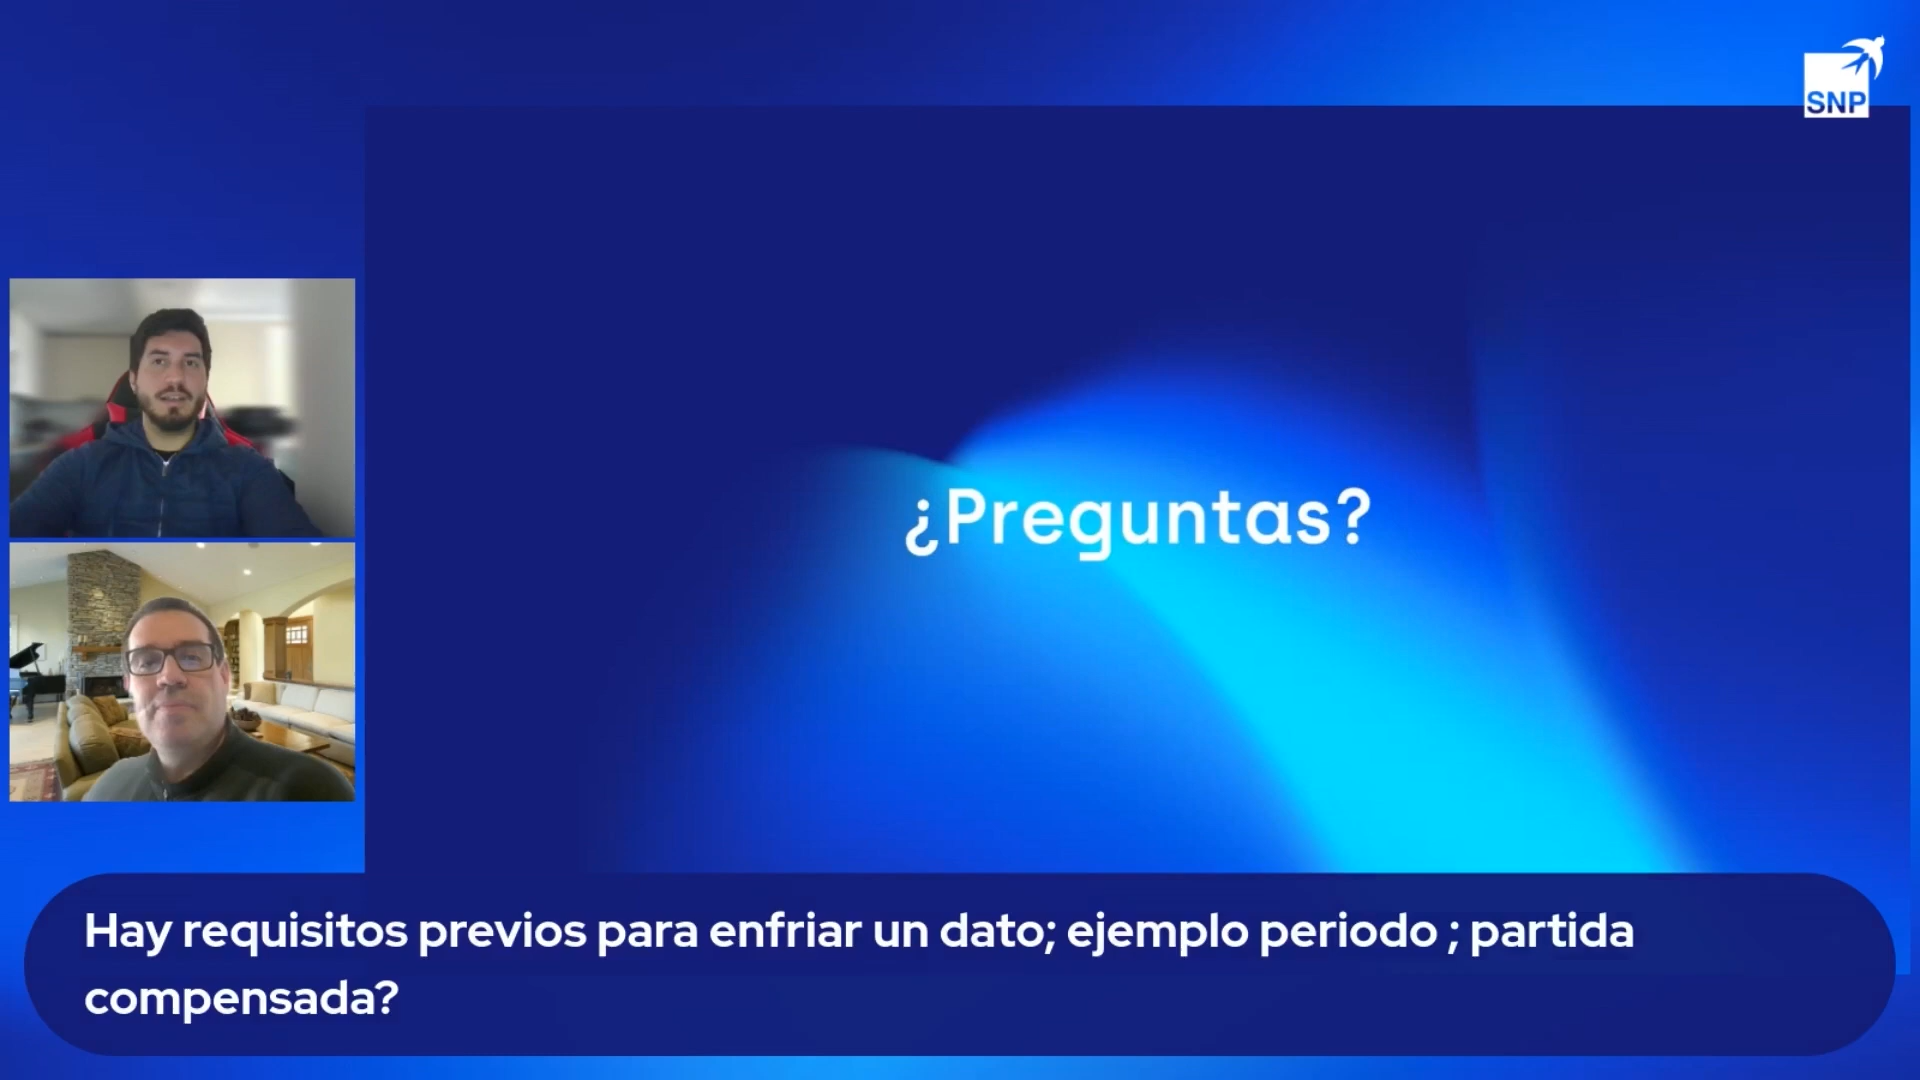 SNP
¿Preguntas?
Hay requisitos previos para enfriar un dato; ejemplo periodo ; partida
compensada?